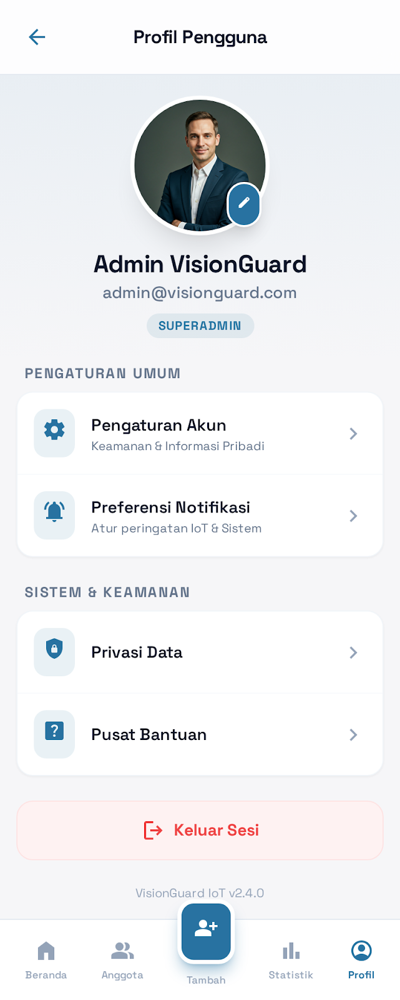 Profil Pengguna
Admin VisionGuard
admin@visionguard.com
SUPERADMIN
PENGATURAN UMUM
Pengaturan Akun
Keamanan & Informasi Pribadi
Preferensi Notifikasi
Atur peringatan IoT & Sistem
SISTEM & KEAMANAN
Privasi Data
Pusat Bantuan
Keluar Sesi
VisionGuard IoT v2.4.0
Beranda
Anggota
Tambah
Statistik
Profil